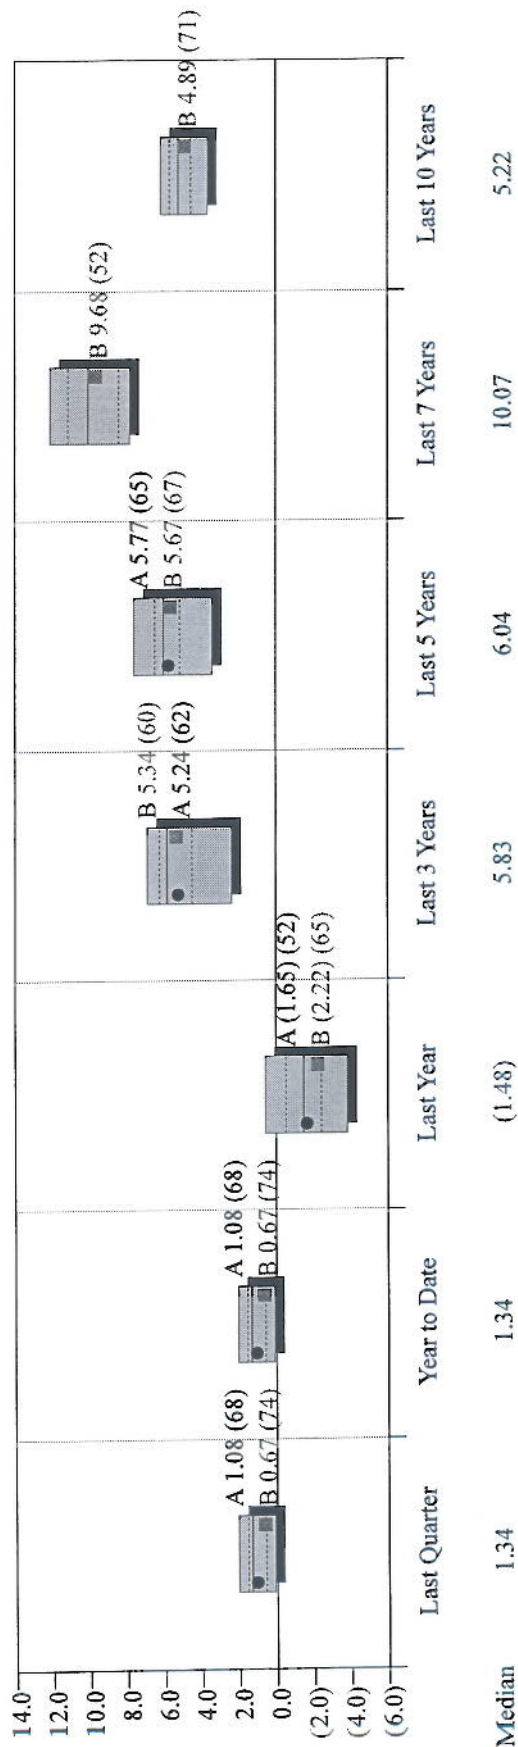 14.0
12.0
10.0
8.0
6.0
4.0
2.0
0.0
(2.0)
(4.0)
(6.0)
A 1.08 (68)
B 0.67 (74)
A 1.08 (68)
B 0.67 (74)
A (1.65) (52)
B (2.22) (65)
B 5.34 (60)
A 5.24 (62)
A 5.77 (65)
B 5.67 (67)
B 9.68 (52)
B 4.89 (71)
Last Quarter Year to Date Last Year Last 3 Years Last 5 Years Last 7 Years Last 10 Years
Median 1.34 1.34 (1.48) 5.83 6.04 10.07 5.22